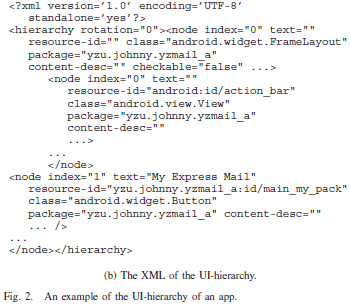 <?xml version='1.0' encoding='UTF-8'
standalone='yes'?>
<hierarchy rotation="0"><node index="0" text=""
resource-id="" class="android.widget.FrameLayout"
package="yzu.johnny.yzmail_a"
content-desc="" checkable="false" ...>
<node index="0" text=""
resource-id="android:id/action_bar"
class="android.view.View"
package="yzu.johnny.yzmail_a"
content-desc=""
...>
...
</node>
<node index="1" text="My Express Mail"
resource-id="yzu.johnny.yzmail_a:id/main_my_pack"
class="android.widget.Button"
package="yzu.johnny.yzmail_a" content-desc=""
... />
...
</node></hierarchy>
(b) The XML of the UI-hierarchy.
Fig. 2. An example of the UI-hierarchy of an app.